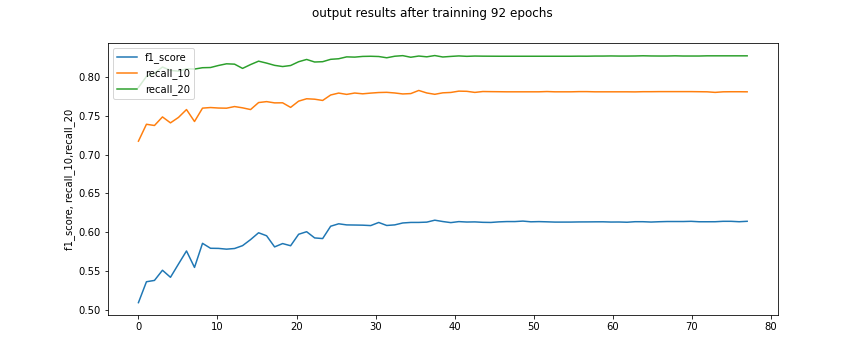 output results after trainning 92 epochs
f1_score
recall_10
recall_20
f1_score, recall_10,recall_20
0.80
0.75
0.70
0.65
0.60
0.55
0.50
0 10 20 30 40 50 60 70 80